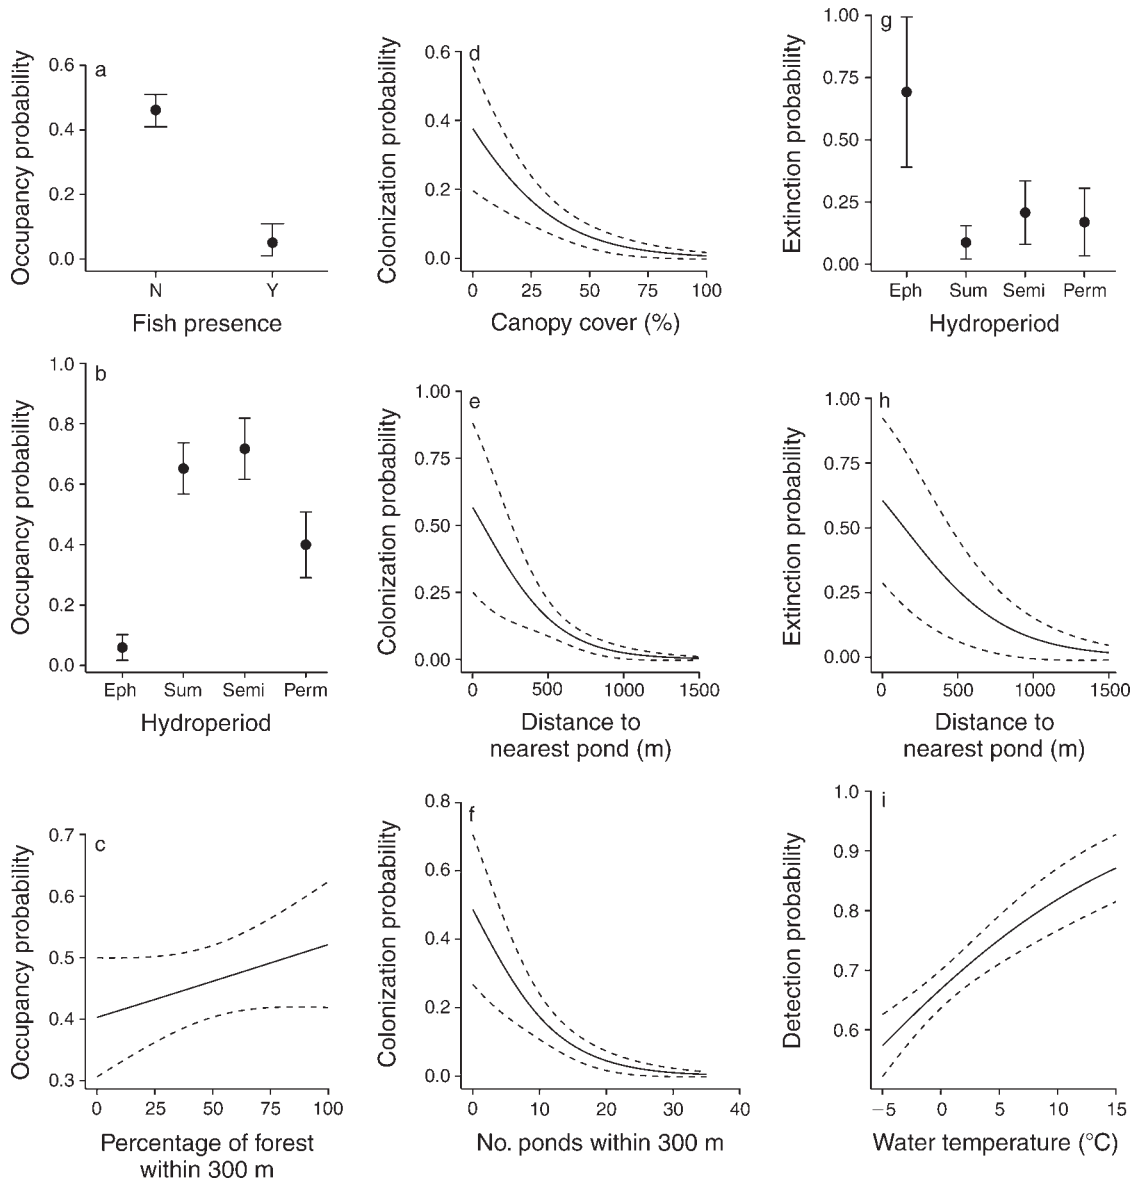 a
Occupancy probability
0.6
0.4
0.2
0.0
N
Y
Fish presence
d
Colonization probability
0.6
0.4
0.2
0.0
0
25
50
75
100
Canopy cover (%)
g
Extinction probability
1.00
0.75
0.50
0.25
0.00
Eph
Sum
Semi
Perm
Hydroperiod
b
Occupancy probability
1.0
0.8
0.6
0.4
0.2
0.0
Eph
Sum
Semi
Perm
Hydroperiod
e
Colonization probability
1.00
0.75
0.50
0.25
0.00
0
500
1000
1500
Distance to
nearest pond (m)
h
Extinction probability
1.00
0.75
0.50
0.25
0.00
0
500
1000
1500
Distance to
nearest pond (m)
c
Occupancy probability
0.7
0.6
0.5
0.4
0.3
0
25
50
75
100
Percentage of forest
within 300 m
f
Colonization probability
0.8
0.6
0.4
0.2
0.0
0
10
20
30
40
No. ponds within 300 m
i
Detection probability
1.0
0.9
0.8
0.7
0.6
−5
0
5
10
15
Water temperature (°C)